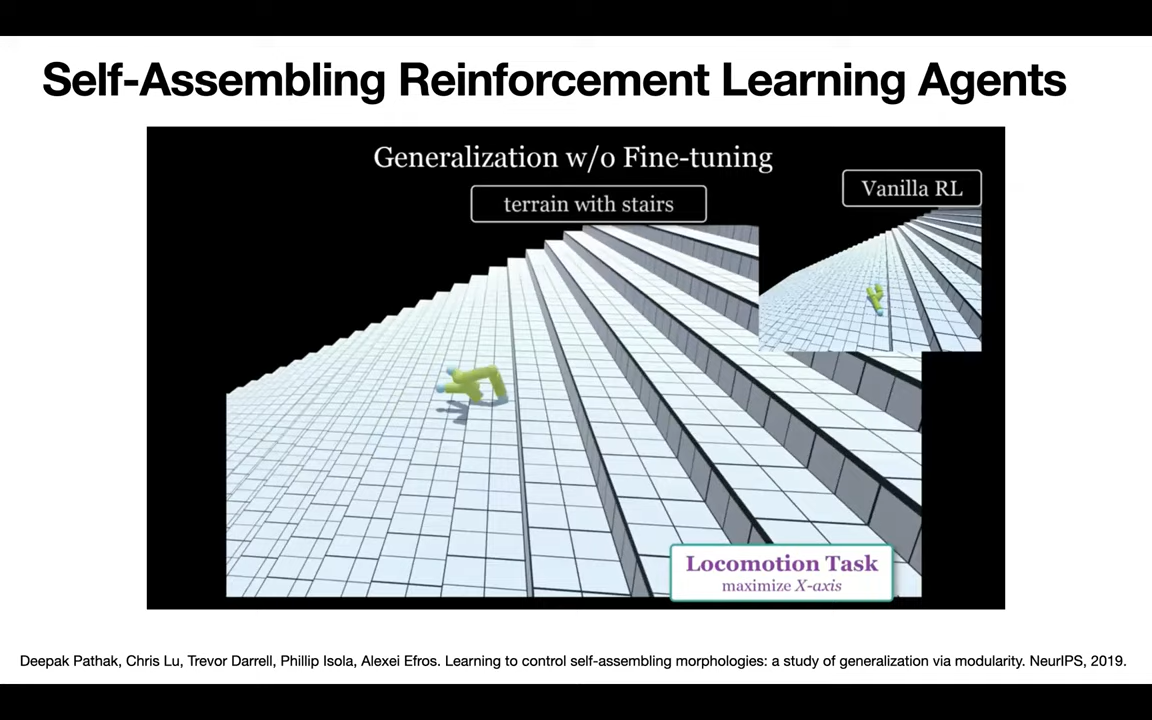 Self-Assembling Reinforcement Learning Agents
Generalization w/o Fine-tuning
terrain with stairs
Vanilla RL
Locomotion Task
maximize X-axis
Deepak Pathak, Chris Lu, Trevor Darrell, Phillip Isola, Alexei Efros. Learning to control self-assembling morphologies: a study of generalization via modularity. NeurIPS, 2019.